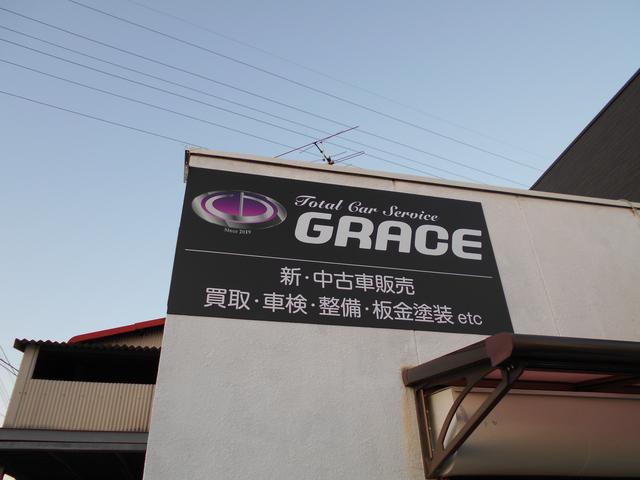 Total Car Service
GRACE
Since 2019
新・中古車販売
買取・車検・整備・板金塗装 etc